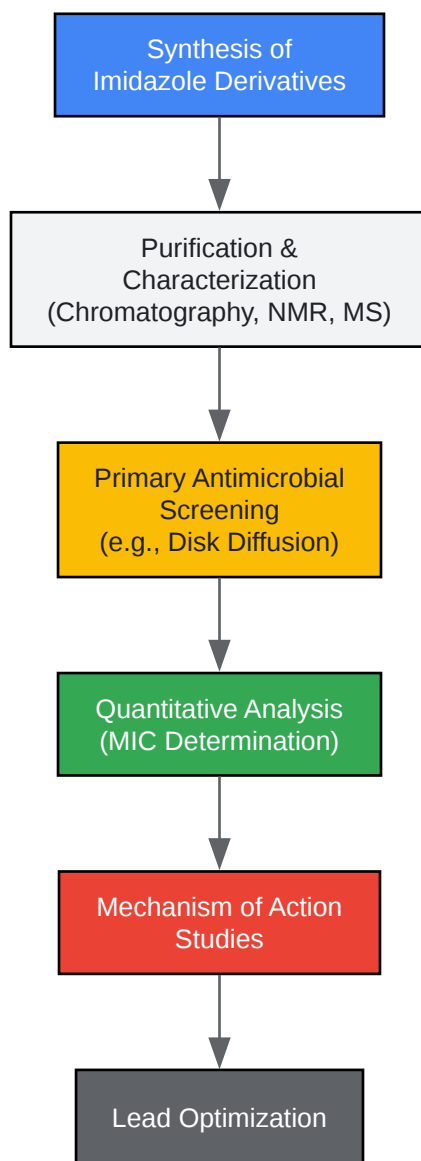 Synthesis of
Imidazole Derivatives
Purification &
Characterization
(Chromatography, NMR, MS)
Primary Antimicrobial
Screening
(e.g., Disk Diffusion)
Quantitative Analysis
(MIC Determination)
Mechanism of Action
Studies
Lead Optimization